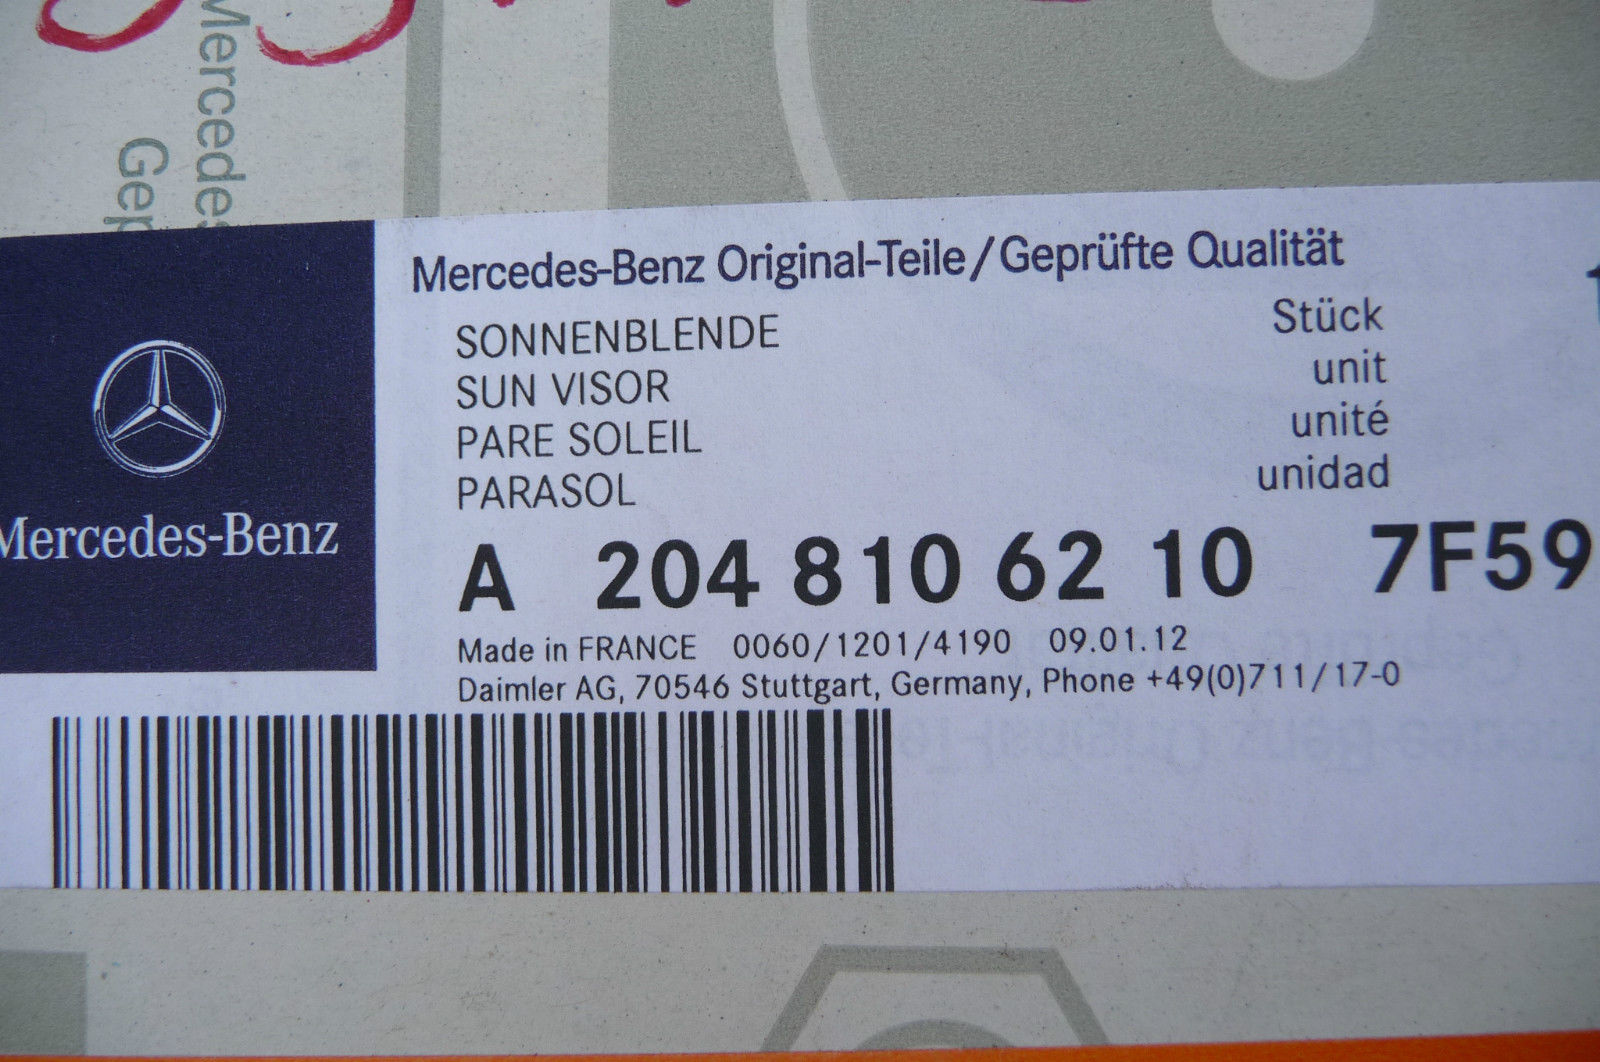 Mercedes
Gep
Mercedes-Benz
Mercedes-Benz Original-Teile/Geprüfte Qualität
SONNENBLENDE Stück
SUN VISOR unit
PARE SOLEIL unité
PARASOL unidad
A 204 810 62 10 7F59
Made in FRANCE 0060/1201/4190 09.01.12
Daimler AG, 70546 Stuttgart, Germany, Phone +49(0)711/17-0